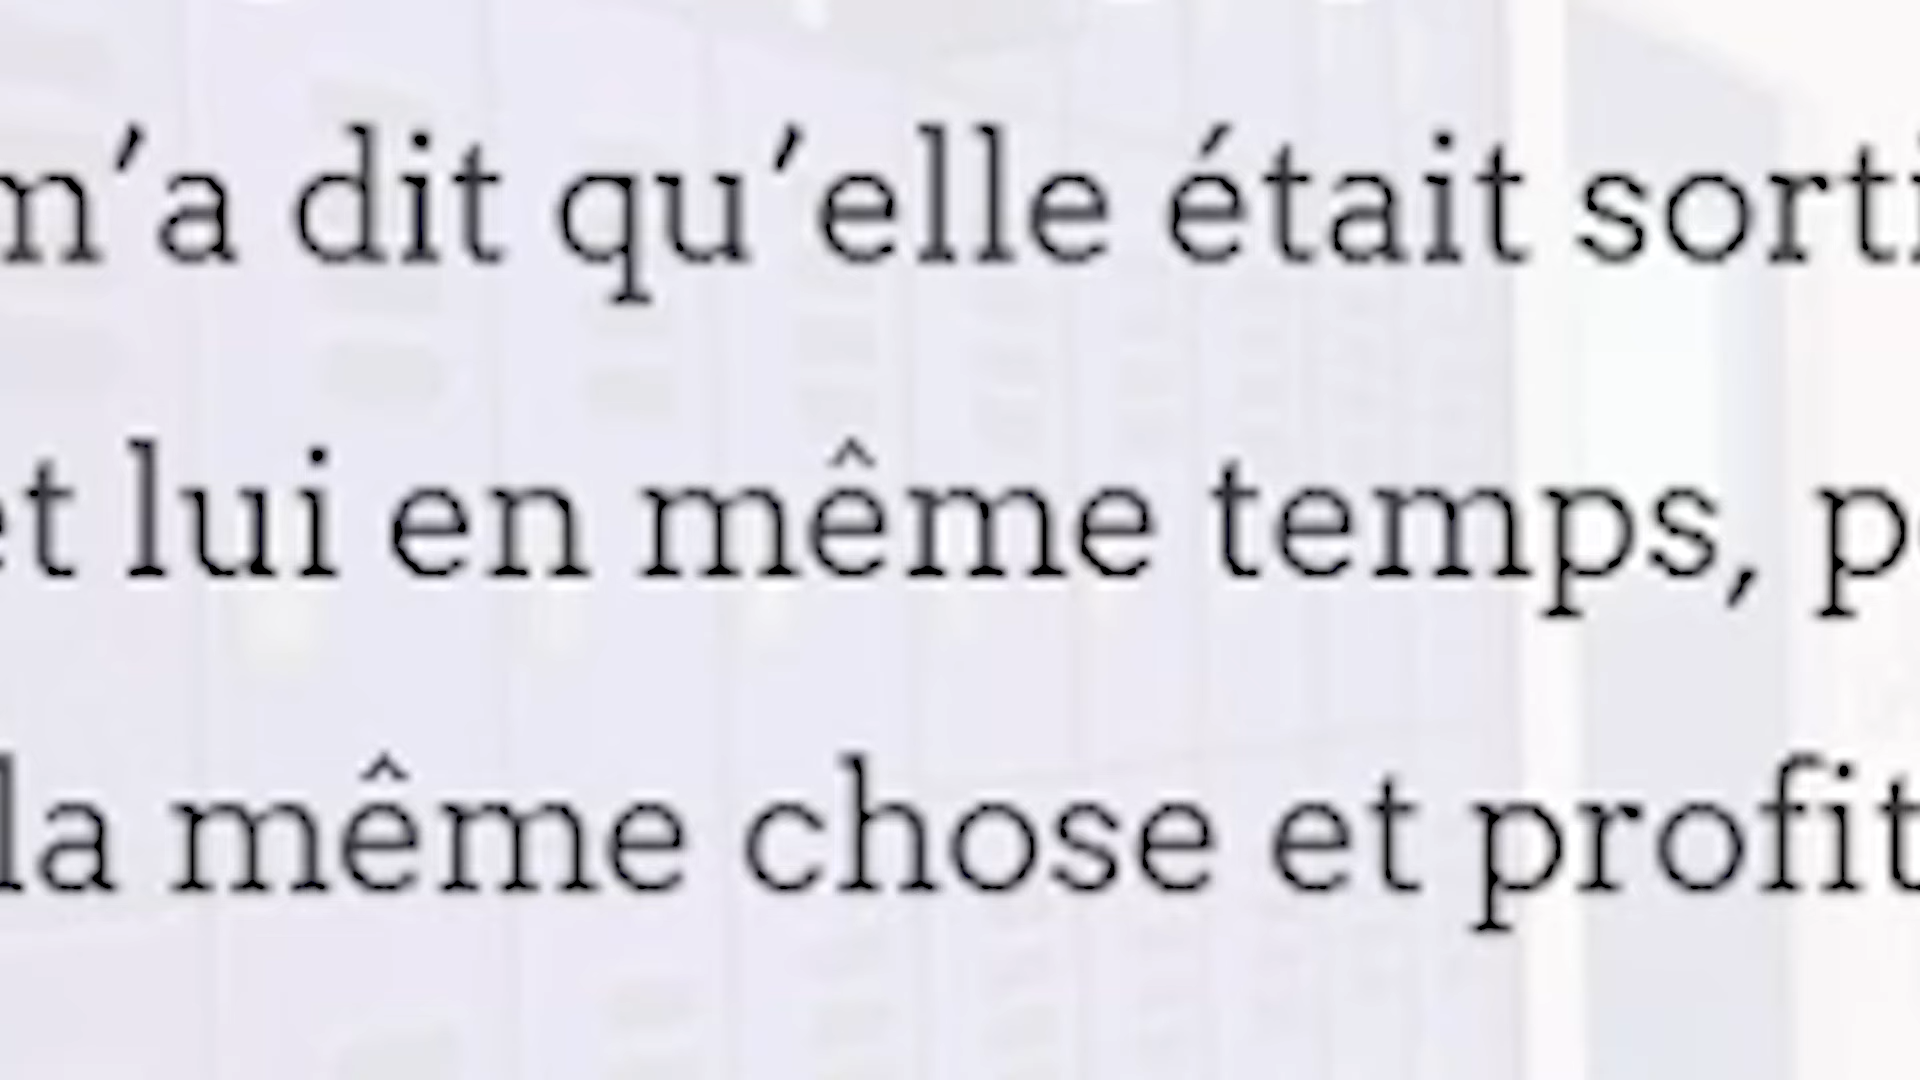 m’a dit qu’elle était sorti
et lui en même temps, p
la même chose et profit